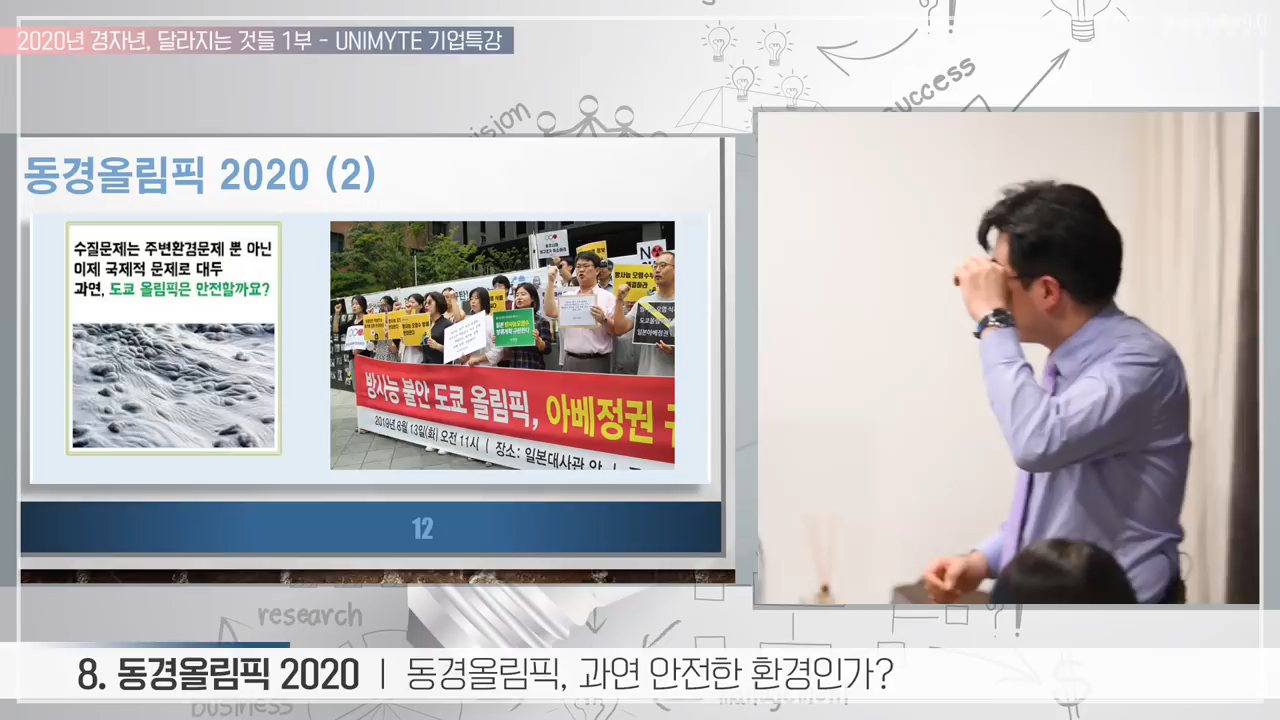 2020년 경자년, 달라지는 것들 1부 - UNIMYTE 기업특강
success
동경올림픽 2020 (2)
수질문제는 주변환경문제 뿐 아닌
이제 국제적 문제로 대두
과연, 도쿄 올림픽은 안전할까요?
NO
방사능 불안 도쿄 올림픽, 아베정권
2019년 8월 13일(화) 오전 11시 | 장소: 일본대사관 앞
12
research
8. 동경올림픽 2020 | 동경올림픽, 과연 안전한 환경인가?
business
management